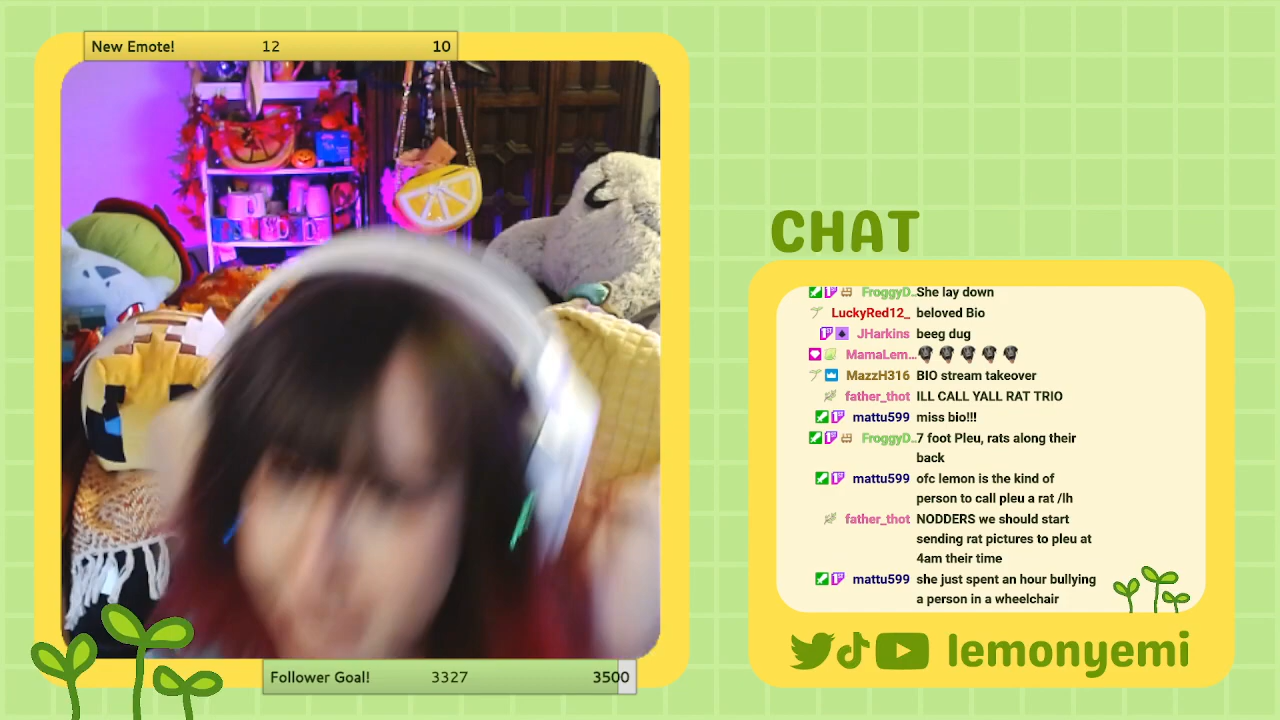 New Emote! 12 10
CHAT
FroggyD.. She lay down
LuckyRed12_ beloved Bio
JHarkins beeg dug
MamaLem...
MazzH316 BIO stream takeover
father_thot ILL CALL YALL RAT TRIO
mattu599 miss bio!!!
FroggyD.. 7 foot Pleu, rats along their
back
mattu599 ofc lemon is the kind of
person to call pleu a rat /lh
father_thot NODDERS we should start
sending rat pictures to pleu at
4am their time
mattu599 she just spent an hour bullying
a person in a wheelchair
lemonyemi
Follower Goal! 3327 3500